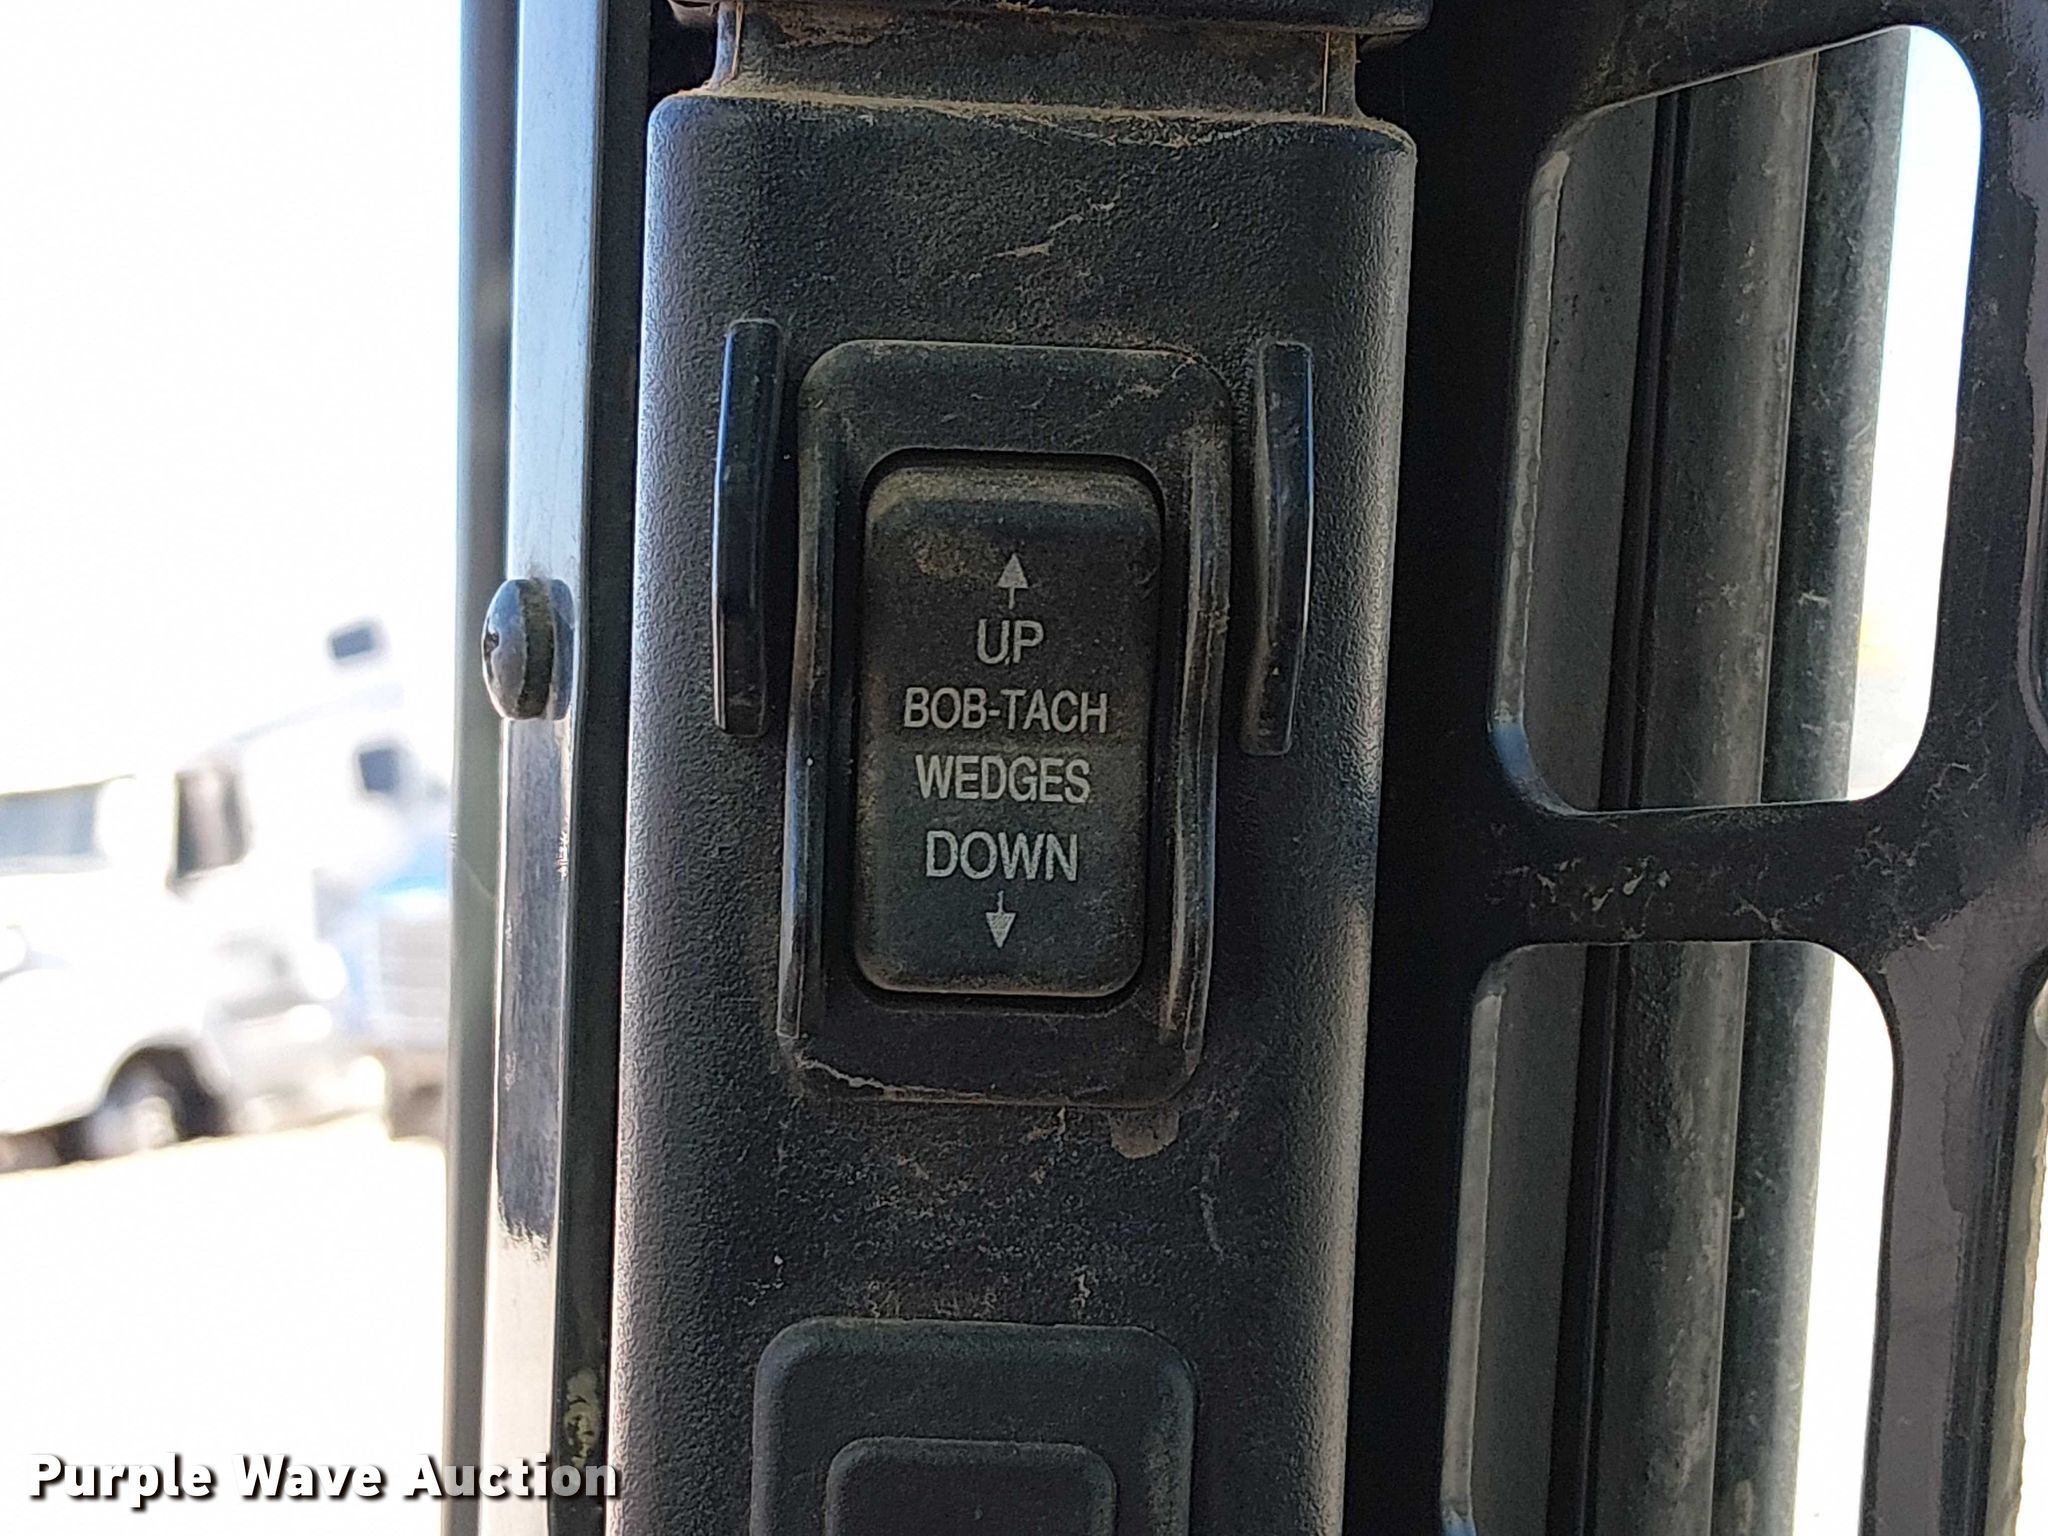 UP
BOB-TACH
WEDGES
DOWN
Purple Wave Auction